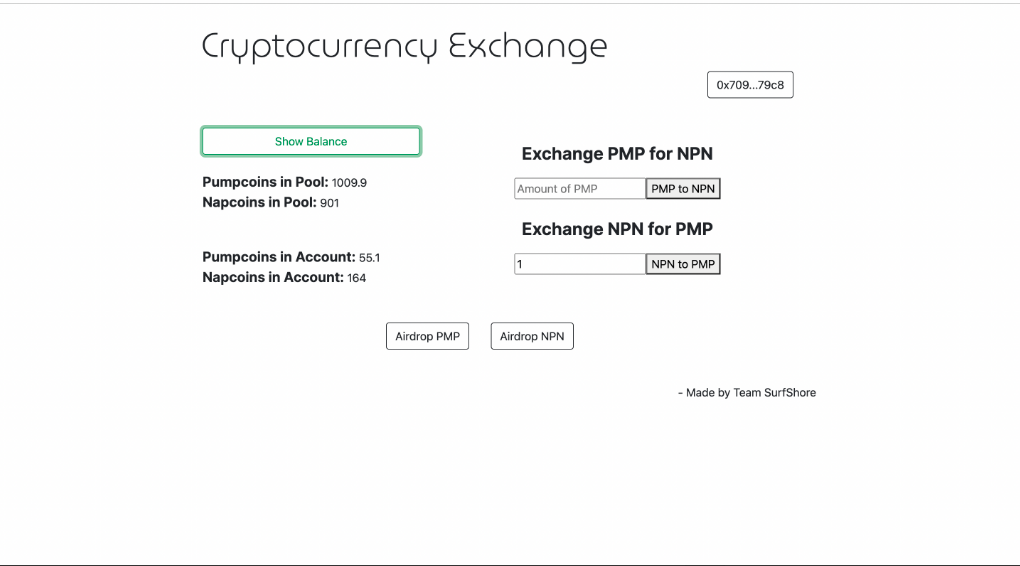 Cryptocurrency Exchange
0x709...79c8
Show Balance
Exchange PMP for NPN
Pumpcoins in Pool: 1009.9
Amount of PMP PMP to NPN
Napcoins in Pool: 901
Exchange NPN for PMP
Pumpcoins in Account: 55.1
1 NPN to PMP
Napcoins in Account: 164
Airdrop PMP Airdrop NPN
- Made by Team SurfShore